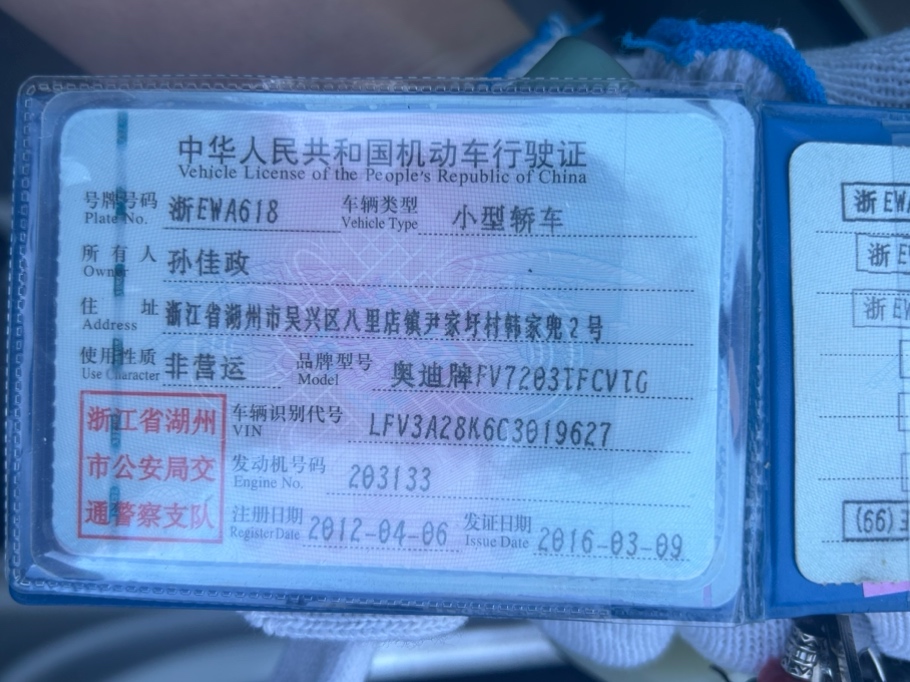 中华人民共和国机动车行驶证
Vehicle License of the People's Republic of China
号牌号码 浙EWA618 车辆类型 小型轿车
Plate No. Vehicle Type
所有人 孙佳政
Owner
住址 浙江省湖州市吴兴区八里店镇尹家圩村韩家兜2号
Address
使用性质 非营运 品牌型号 奥迪牌FV7203TFCVTG
Use Character Model
浙江省湖州
市公安局交
通警察支队
车辆识别代号 LFV3A28K6C3019627
VIN
发动机号码 203133
Engine No.
注册日期 2012-04-06 发证日期 2016-03-09
Register Date Issue Date
浙EWA
浙E
浙EW
(66)